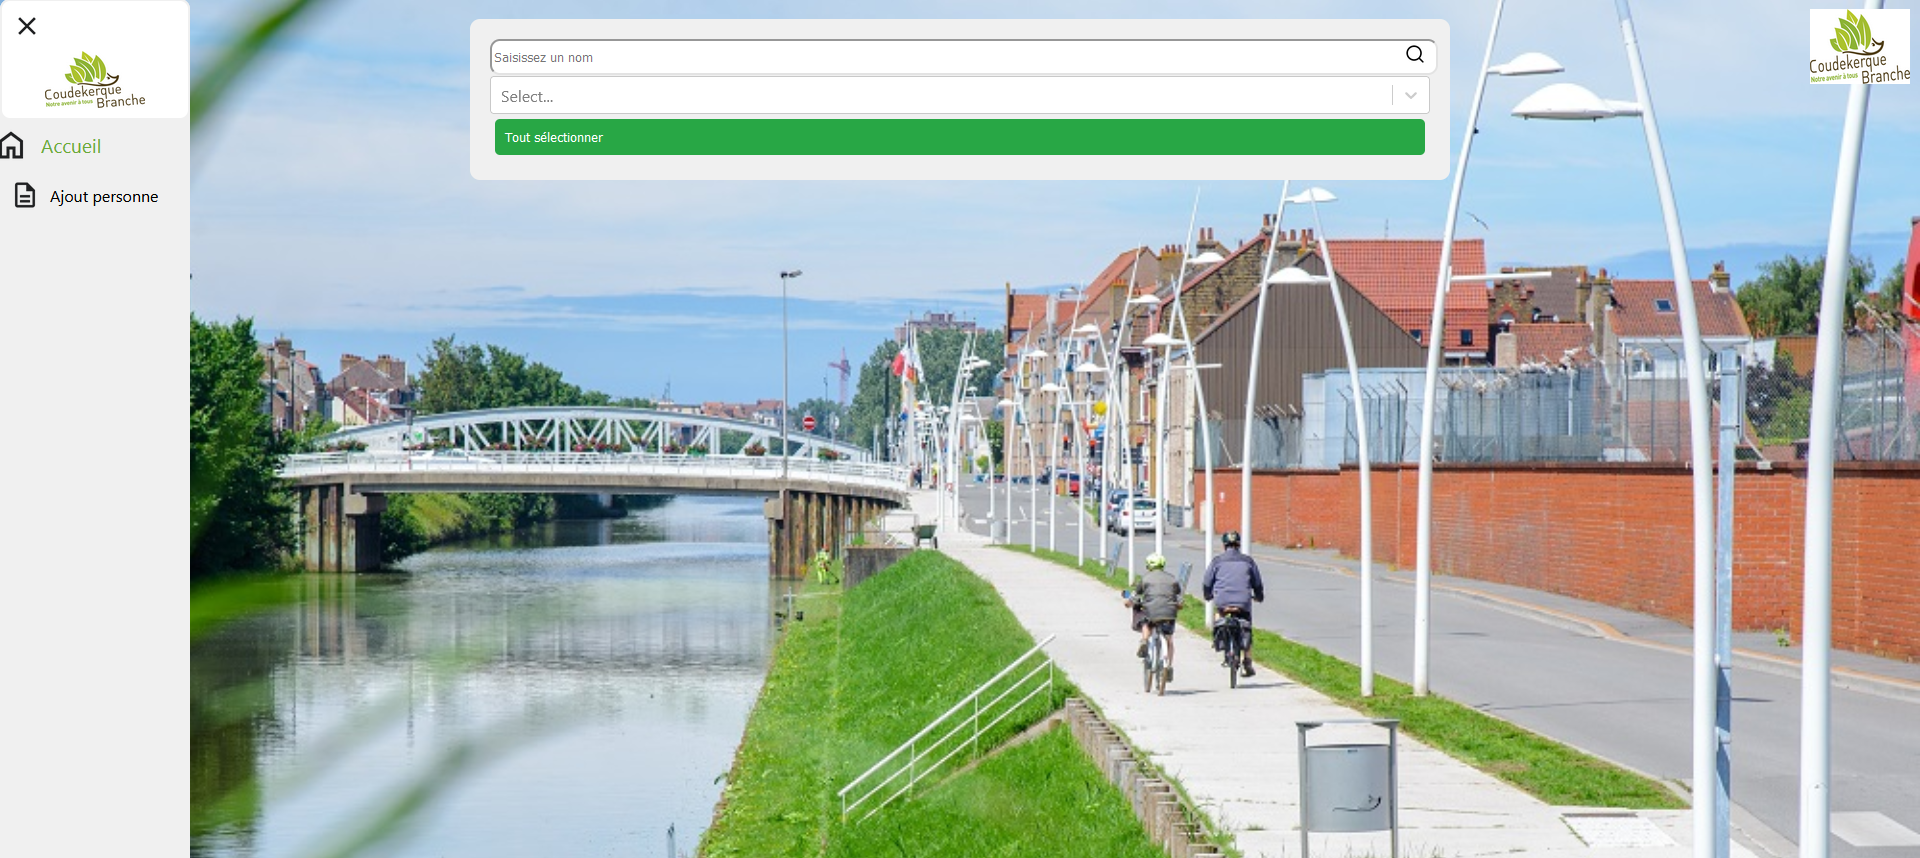 Coudekerque
Branche
Notre avenir à tous
Accueil
Ajout personne
Saisissez un nom
Select...
Tout sélectionner
Coudekerque
Branche
Notre avenir à tous